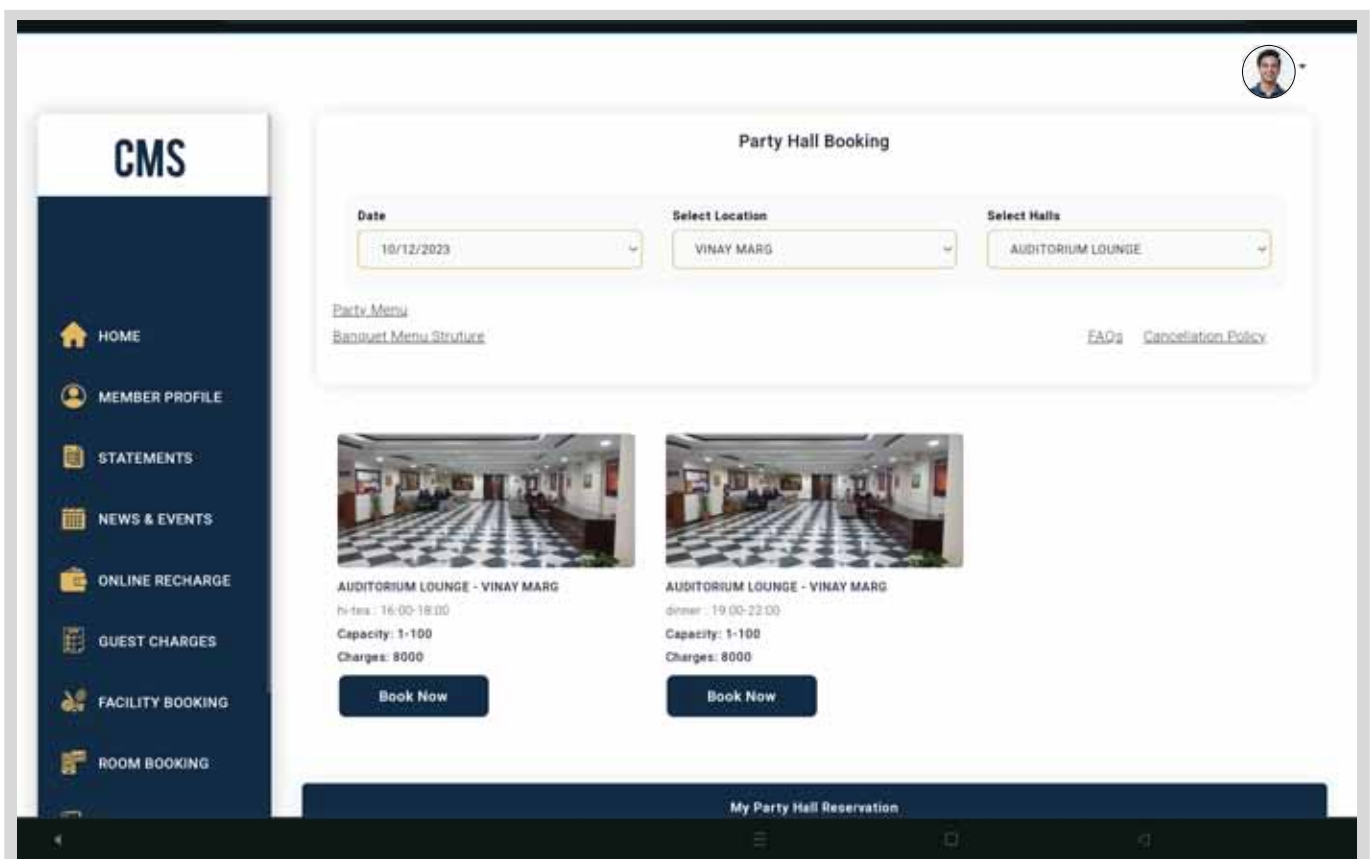 CMS
HOME
MEMBER PROFILE
STATEMENTS
NEWS & EVENTS
ONLINE RECHARGE
GUEST CHARGES
FACILITY BOOKING
ROOM BOOKING
Party Hall Booking
Date Select Location Select Halls
10/12/2023 VINAY MARG AUDITORIUM LOUNGE
Party Menu
Banquet Menu Struture FAQs Cancellation Policy
AUDITORIUM LOUNGE - VINAY MARG
hi-tea : 16:00-18:00
Capacity: 1-100
Charges: 8000
Book Now
AUDITORIUM LOUNGE - VINAY MARG
dinner : 19:00-22:00
Capacity: 1-100
Charges: 8000
Book Now
My Party Hall Reservation